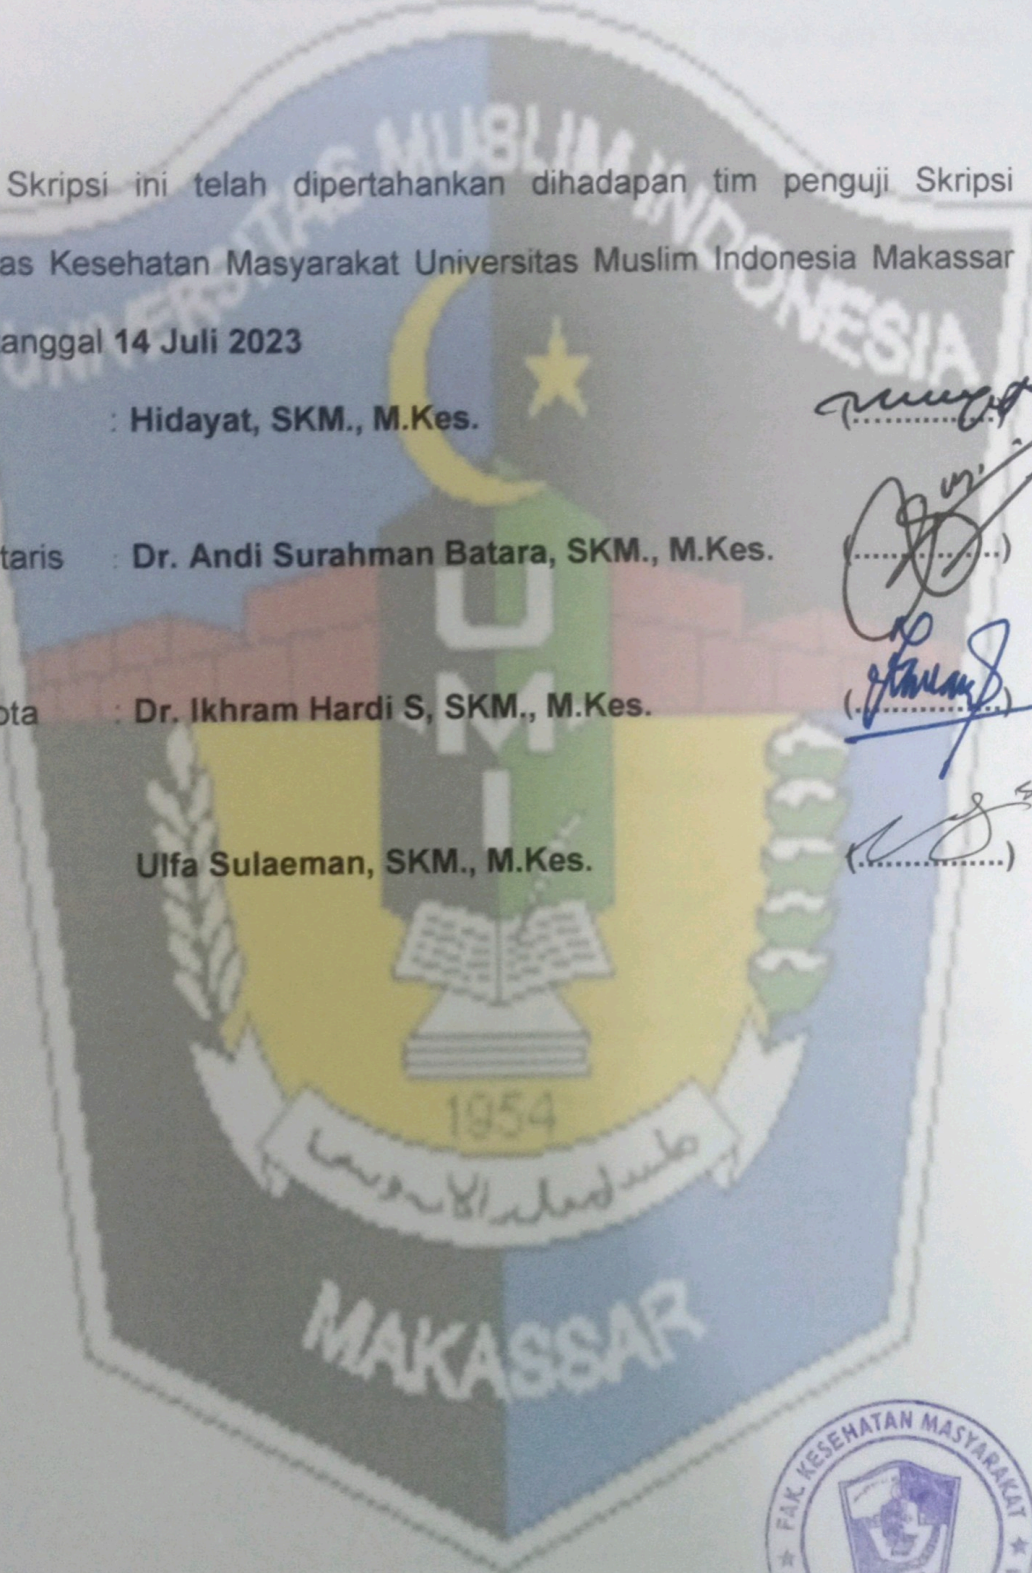 UNIVERSITAS MUSLIM INDONESIA
Skripsi ini telah dipertahankan dihadapan tim penguji Skripsi
as Kesehatan Masyarakat Universitas Muslim Indonesia Makassar
anggal 14 Juli 2023
: Hidayat, SKM., M.Kes. (..............)
taris : Dr. Andi Surahman Batara, SKM., M.Kes. (..............)
ota : Dr. Ikhram Hardi S, SKM., M.Kes. (..............)
Ulfa Sulaeman, SKM., M.Kes. (..............)
UMI
1954
MAKASSAR
FAK. KESEHATAN MASYARAKAT